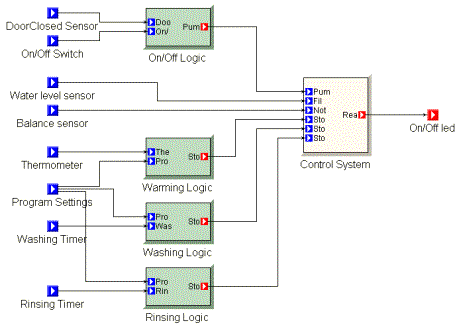 DoorClosed Sensor
On/Off Switch
Doo
On/
Pum
On/Off Logic
Water level sensor
Balance sensor
Pum
Fil
Not
Sto
Sto
Sto
Rea
Control System
On/Off led
Thermometer
The
Pro
Sto
Warming Logic
Program Settings
Washing Timer
Pro
Was
Sto
Washing Logic
Rinsing Timer
Pro
Rin
Sto
Rinsing Logic